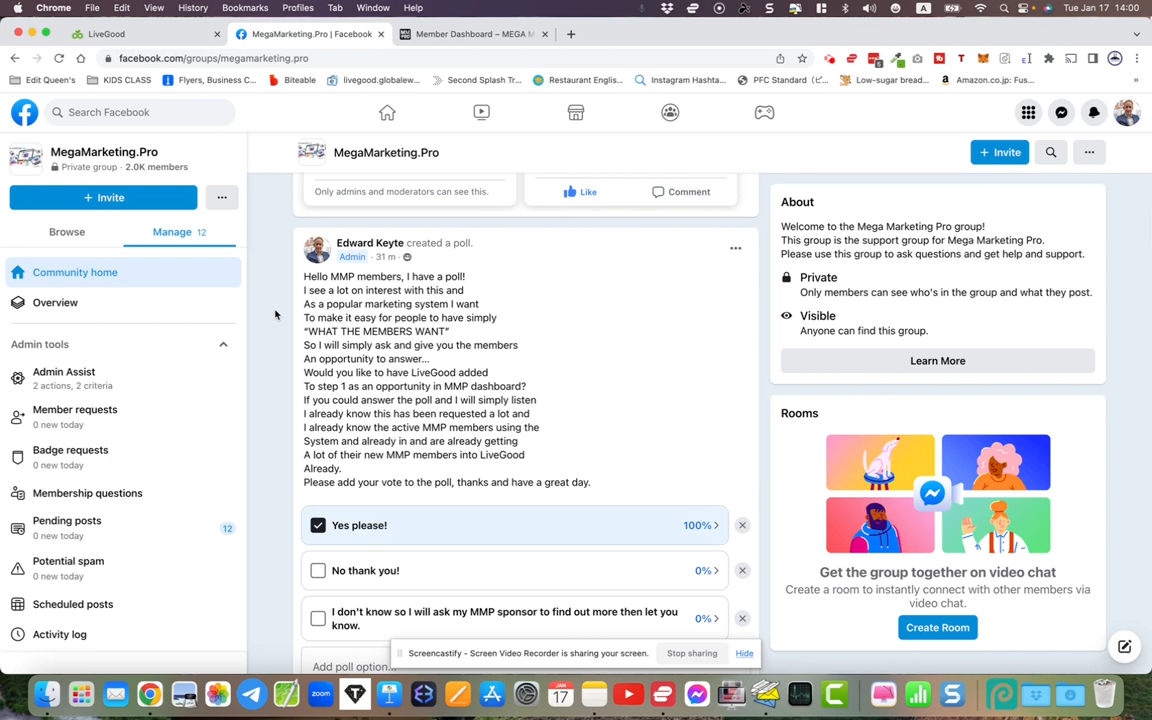 Chrome File Edit View History Bookmarks Profiles Tab Window Help
A Tue Jan 17 14:00
LiveGood
MegaMarketing.Pro | Facebook
Member Dashboard – MEGA M
facebook.com/groups/megamarketing.pro
Edit Queen's
KIDS CLASS
Flyers, Business C...
Biteable
livegood.globalew...
Second Splash Tr...
Restaurant Englis...
Instagram Hashta...
PFC Standard
Low-sugar bread...
Amazon.co.jp: Fus...
Search Facebook
MegaMarketing.Pro
Private group · 2.0K members
+ Invite
Browse
Manage 12
Community home
Overview
Admin tools
Admin Assist
2 actions, 2 criteria
Member requests
0 new today
Badge requests
0 new today
Membership questions
Pending posts
0 new today
12
Potential spam
0 new today
Scheduled posts
Activity log
MegaMarketing.Pro
+ Invite
Only admins and moderators can see this.
Like
Comment
Edward Keyte created a poll.
Admin · 31 m ·
Hello MMP members, I have a poll!
I see a lot on interest with this and
As a popular marketing system I want
To make it easy for people to have simply
“WHAT THE MEMBERS WANT”
So I will simply ask and give you the members
An opportunity to answer...
Would you like to have LiveGood added
To step 1 as an opportunity in MMP dashboard?
If you could answer the poll and I will simply listen
I already know this has been requested a lot and
I already know the active MMP members using the
System and already in and are already getting
A lot of their new MMP members into LiveGood
Already.
Please add your vote to the poll, thanks and have a great day.
Yes please!
100%
No thank you!
0%
I don't know so I will ask my MMP sponsor to find out more then let you
know.
0%
Add poll option...
Screencastify - Screen Video Recorder is sharing your screen.
Stop sharing
Hide
About
Welcome to the Mega Marketing Pro group!
This group is the support group for Mega Marketing Pro.
Please use this group to ask questions and get help and support.
Private
Only members can see who's in the group and what they post.
Visible
Anyone can find this group.
Learn More
Rooms
Get the group together on video chat
Create a room to instantly connect with other members via
video chat.
Create Room
zoom